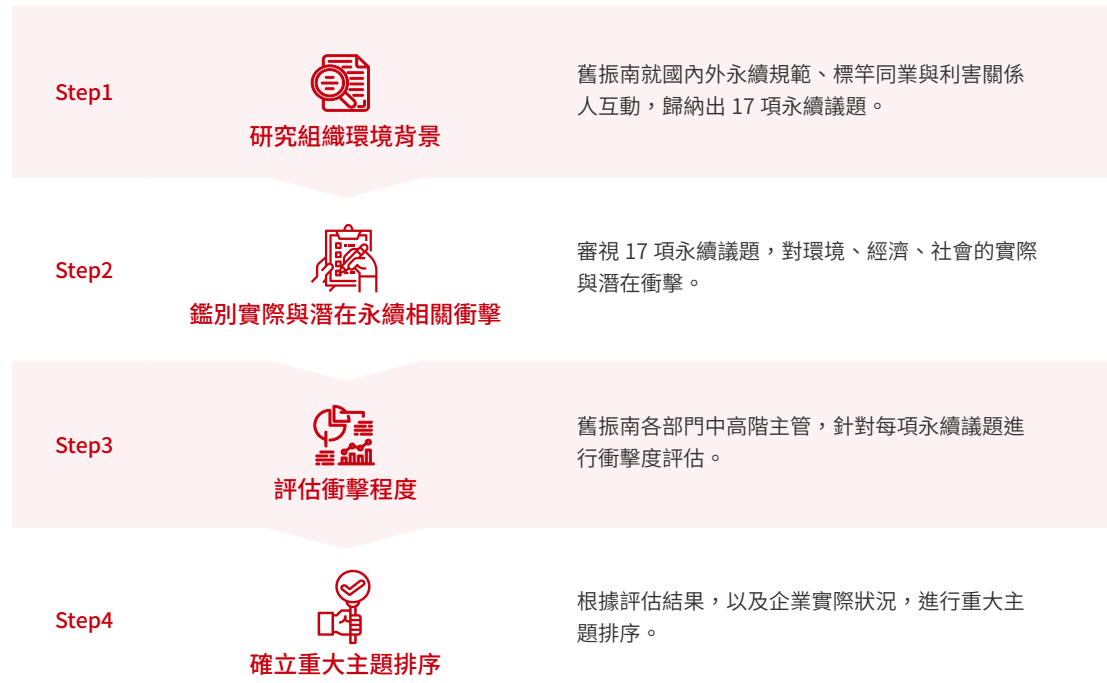 Step1
研究組織環境背景
舊振南就國內外永續規範、標竿同業與利害關係
人互動，歸納出 17 項永續議題。
Step2
鑑別實際與潛在永續相關衝擊
審視 17 項永續議題，對環境、經濟、社會的實際
與潛在衝擊。
Step3
評估衝擊程度
舊振南各部門中高階主管，針對每項永續議題進
行衝擊度評估。
Step4
確立重大主題排序
根據評估結果，以及企業實際狀況，進行重大主
題排序。